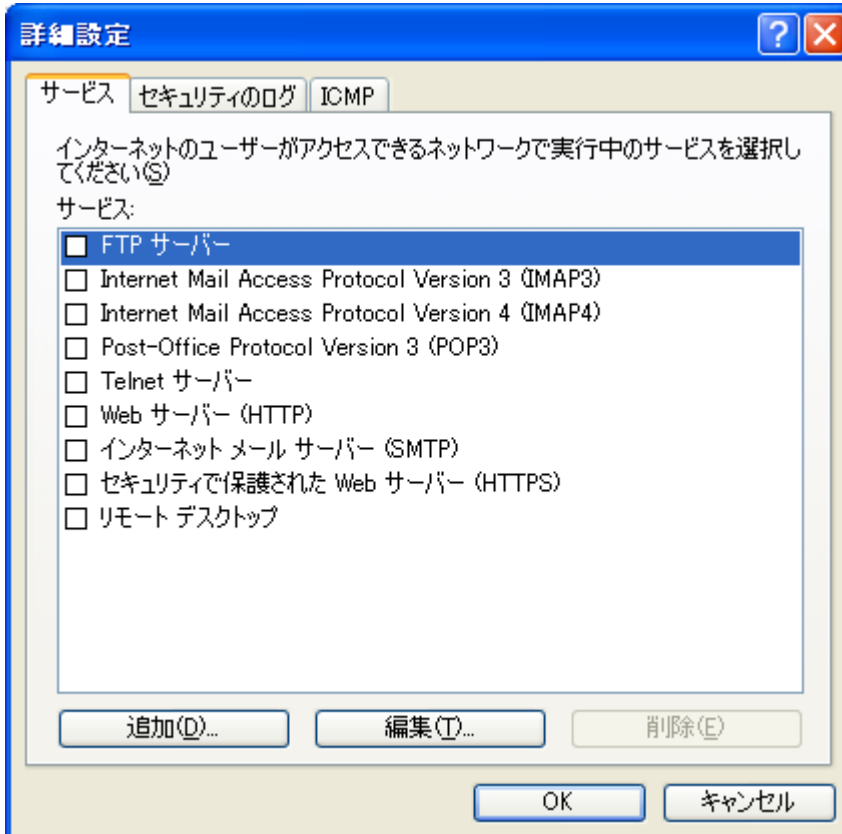 詳細設定
サービス
セキュリティのログ
ICMP
インターネットのユーザーがアクセスできるネットワークで実行中のサービスを選択し
てください(S)
サービス:
FTP サーバー
Internet Mail Access Protocol Version 3 (IMAP3)
Internet Mail Access Protocol Version 4 (IMAP4)
Post-Office Protocol Version 3 (POP3)
Telnet サーバー
Web サーバー (HTTP)
インターネット メール サーバー (SMTP)
セキュリティで保護された Web サーバー (HTTPS)
リモート デスクトップ
追加(D)...
編集(T)...
削除(E)
OK
キャンセル